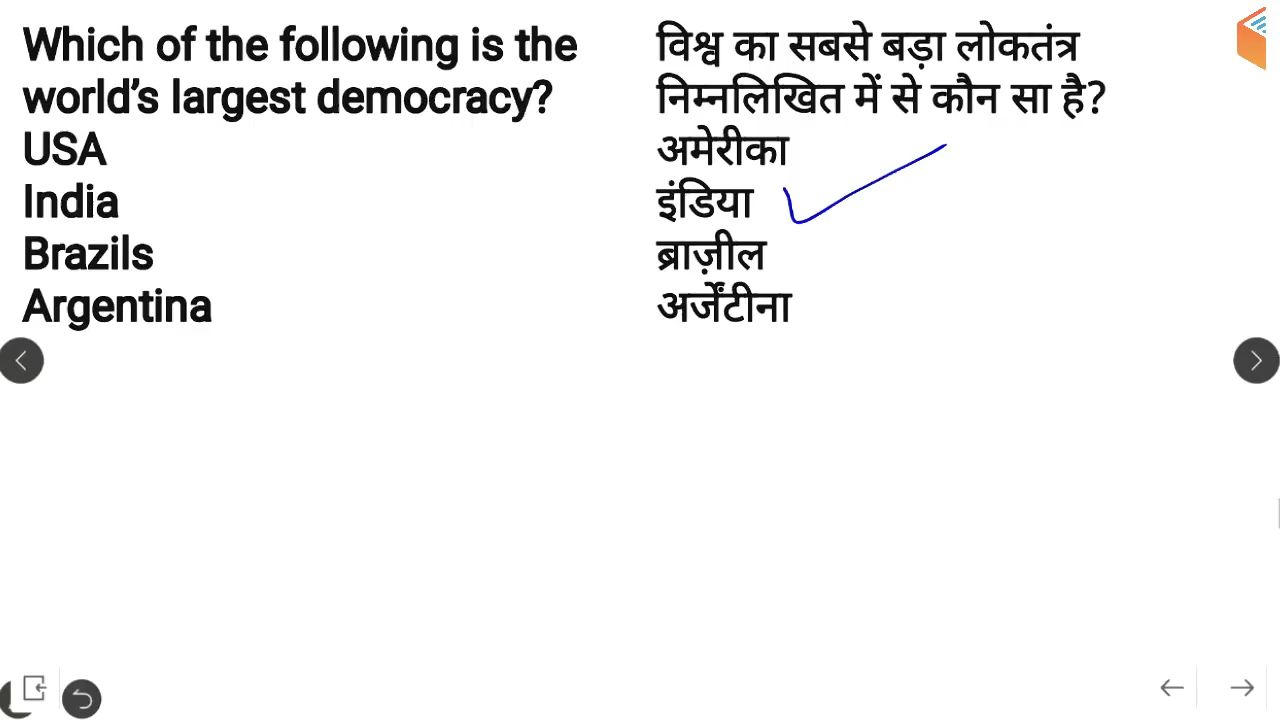 Which of the following is the
world's largest democracy?
USA
India
Brazils
Argentina
विश्व का सबसे बड़ा लोकतंत्र
निम्नलिखित में से कौन सा है?
अमेरीका
इंडिया
ब्राज़ील
अर्जेंटीना